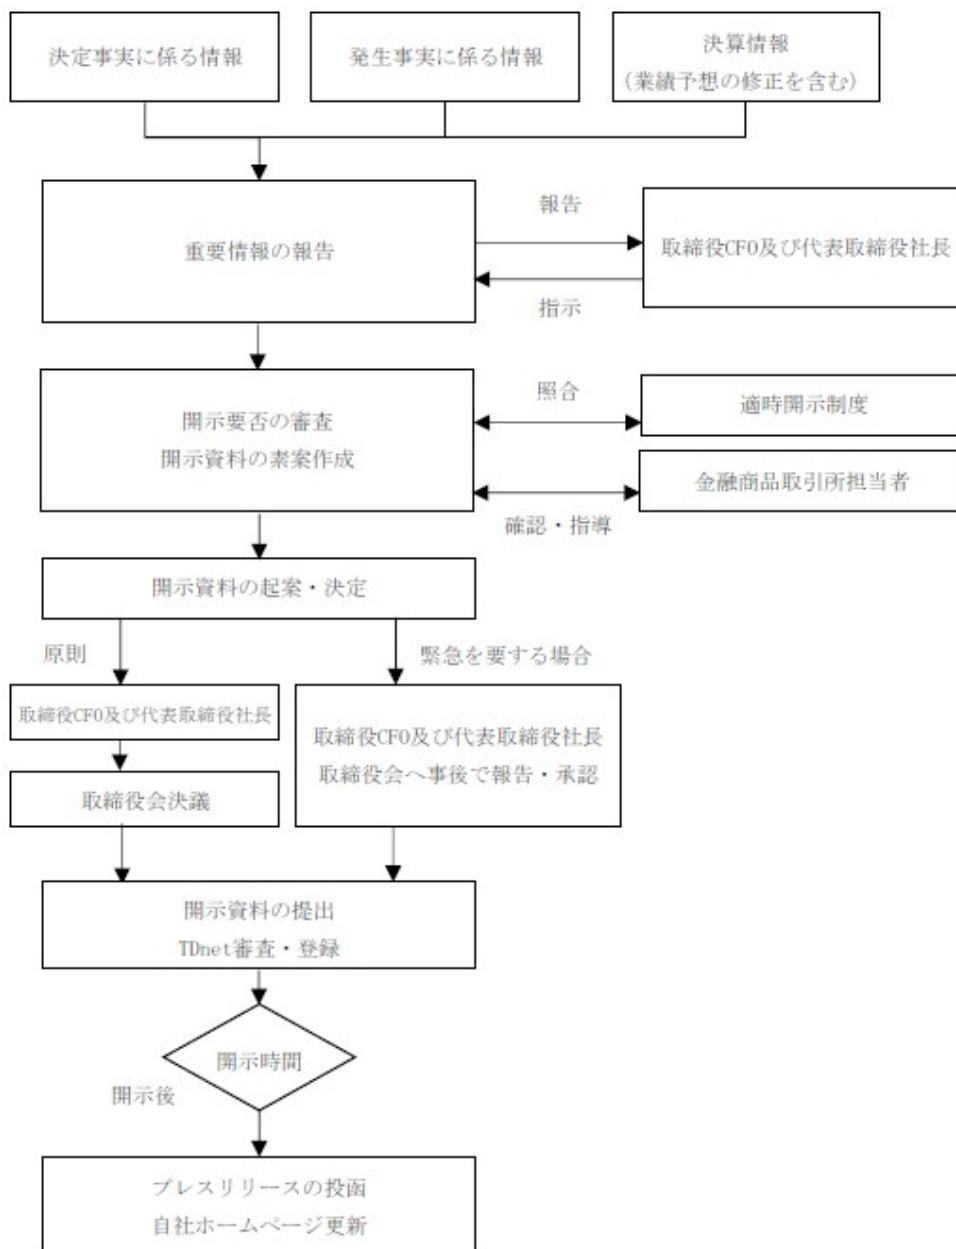 決定事実に係る情報
発生事実に係る情報
決算情報
(業績予想の修正を含む)
重要情報の報告
報告
指示
取締役CFO及び代表取締役社長
開示要否の審査
開示資料の素案作成
照合
適時開示制度
金融商品取引所担当者
確認・指導
開示資料の起案・決定
原則
緊急を要する場合
取締役CFO及び代表取締役社長
取締役会決議
取締役CFO及び代表取締役社長
取締役会へ事後で報告・承認
開示資料の提出
TDnet審査・登録
開示時間
開示後
プレスリリースの投函
自社ホームページ更新